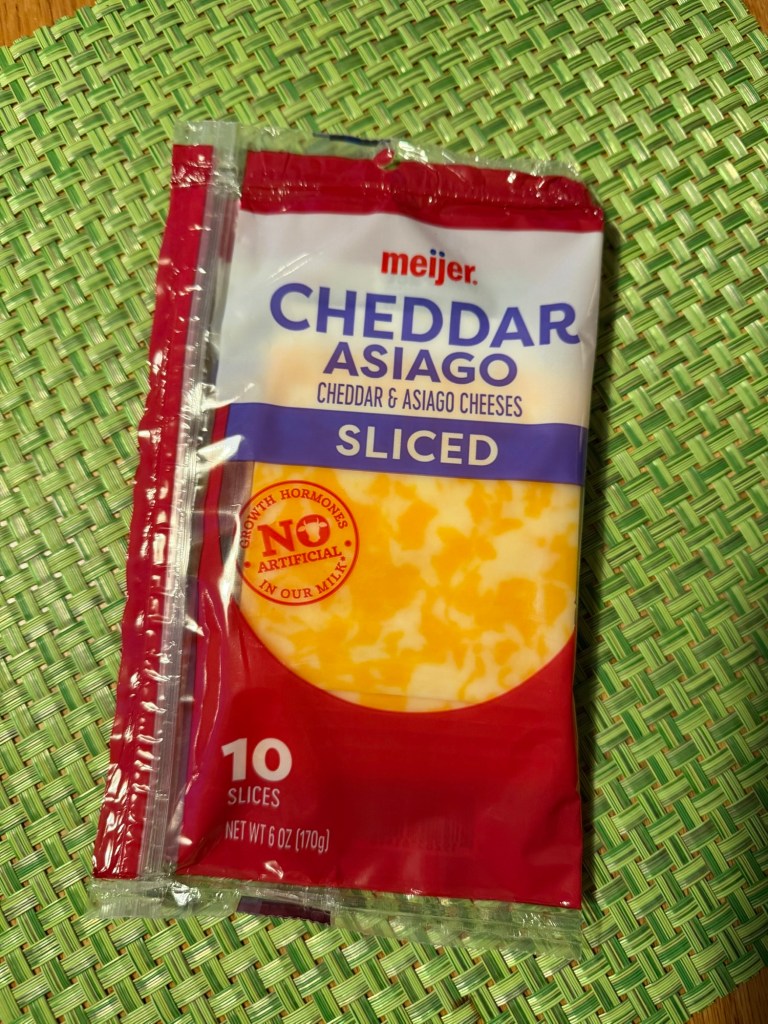 meijer.
CHEDDAR
ASIAGO
CHEDDAR & ASIAGO CHEESES
SLICED
GROWTH HORMONES
NO
ARTIFICIAL
IN OUR MILK
10
SLICES
NET WT 6 OZ (170g)